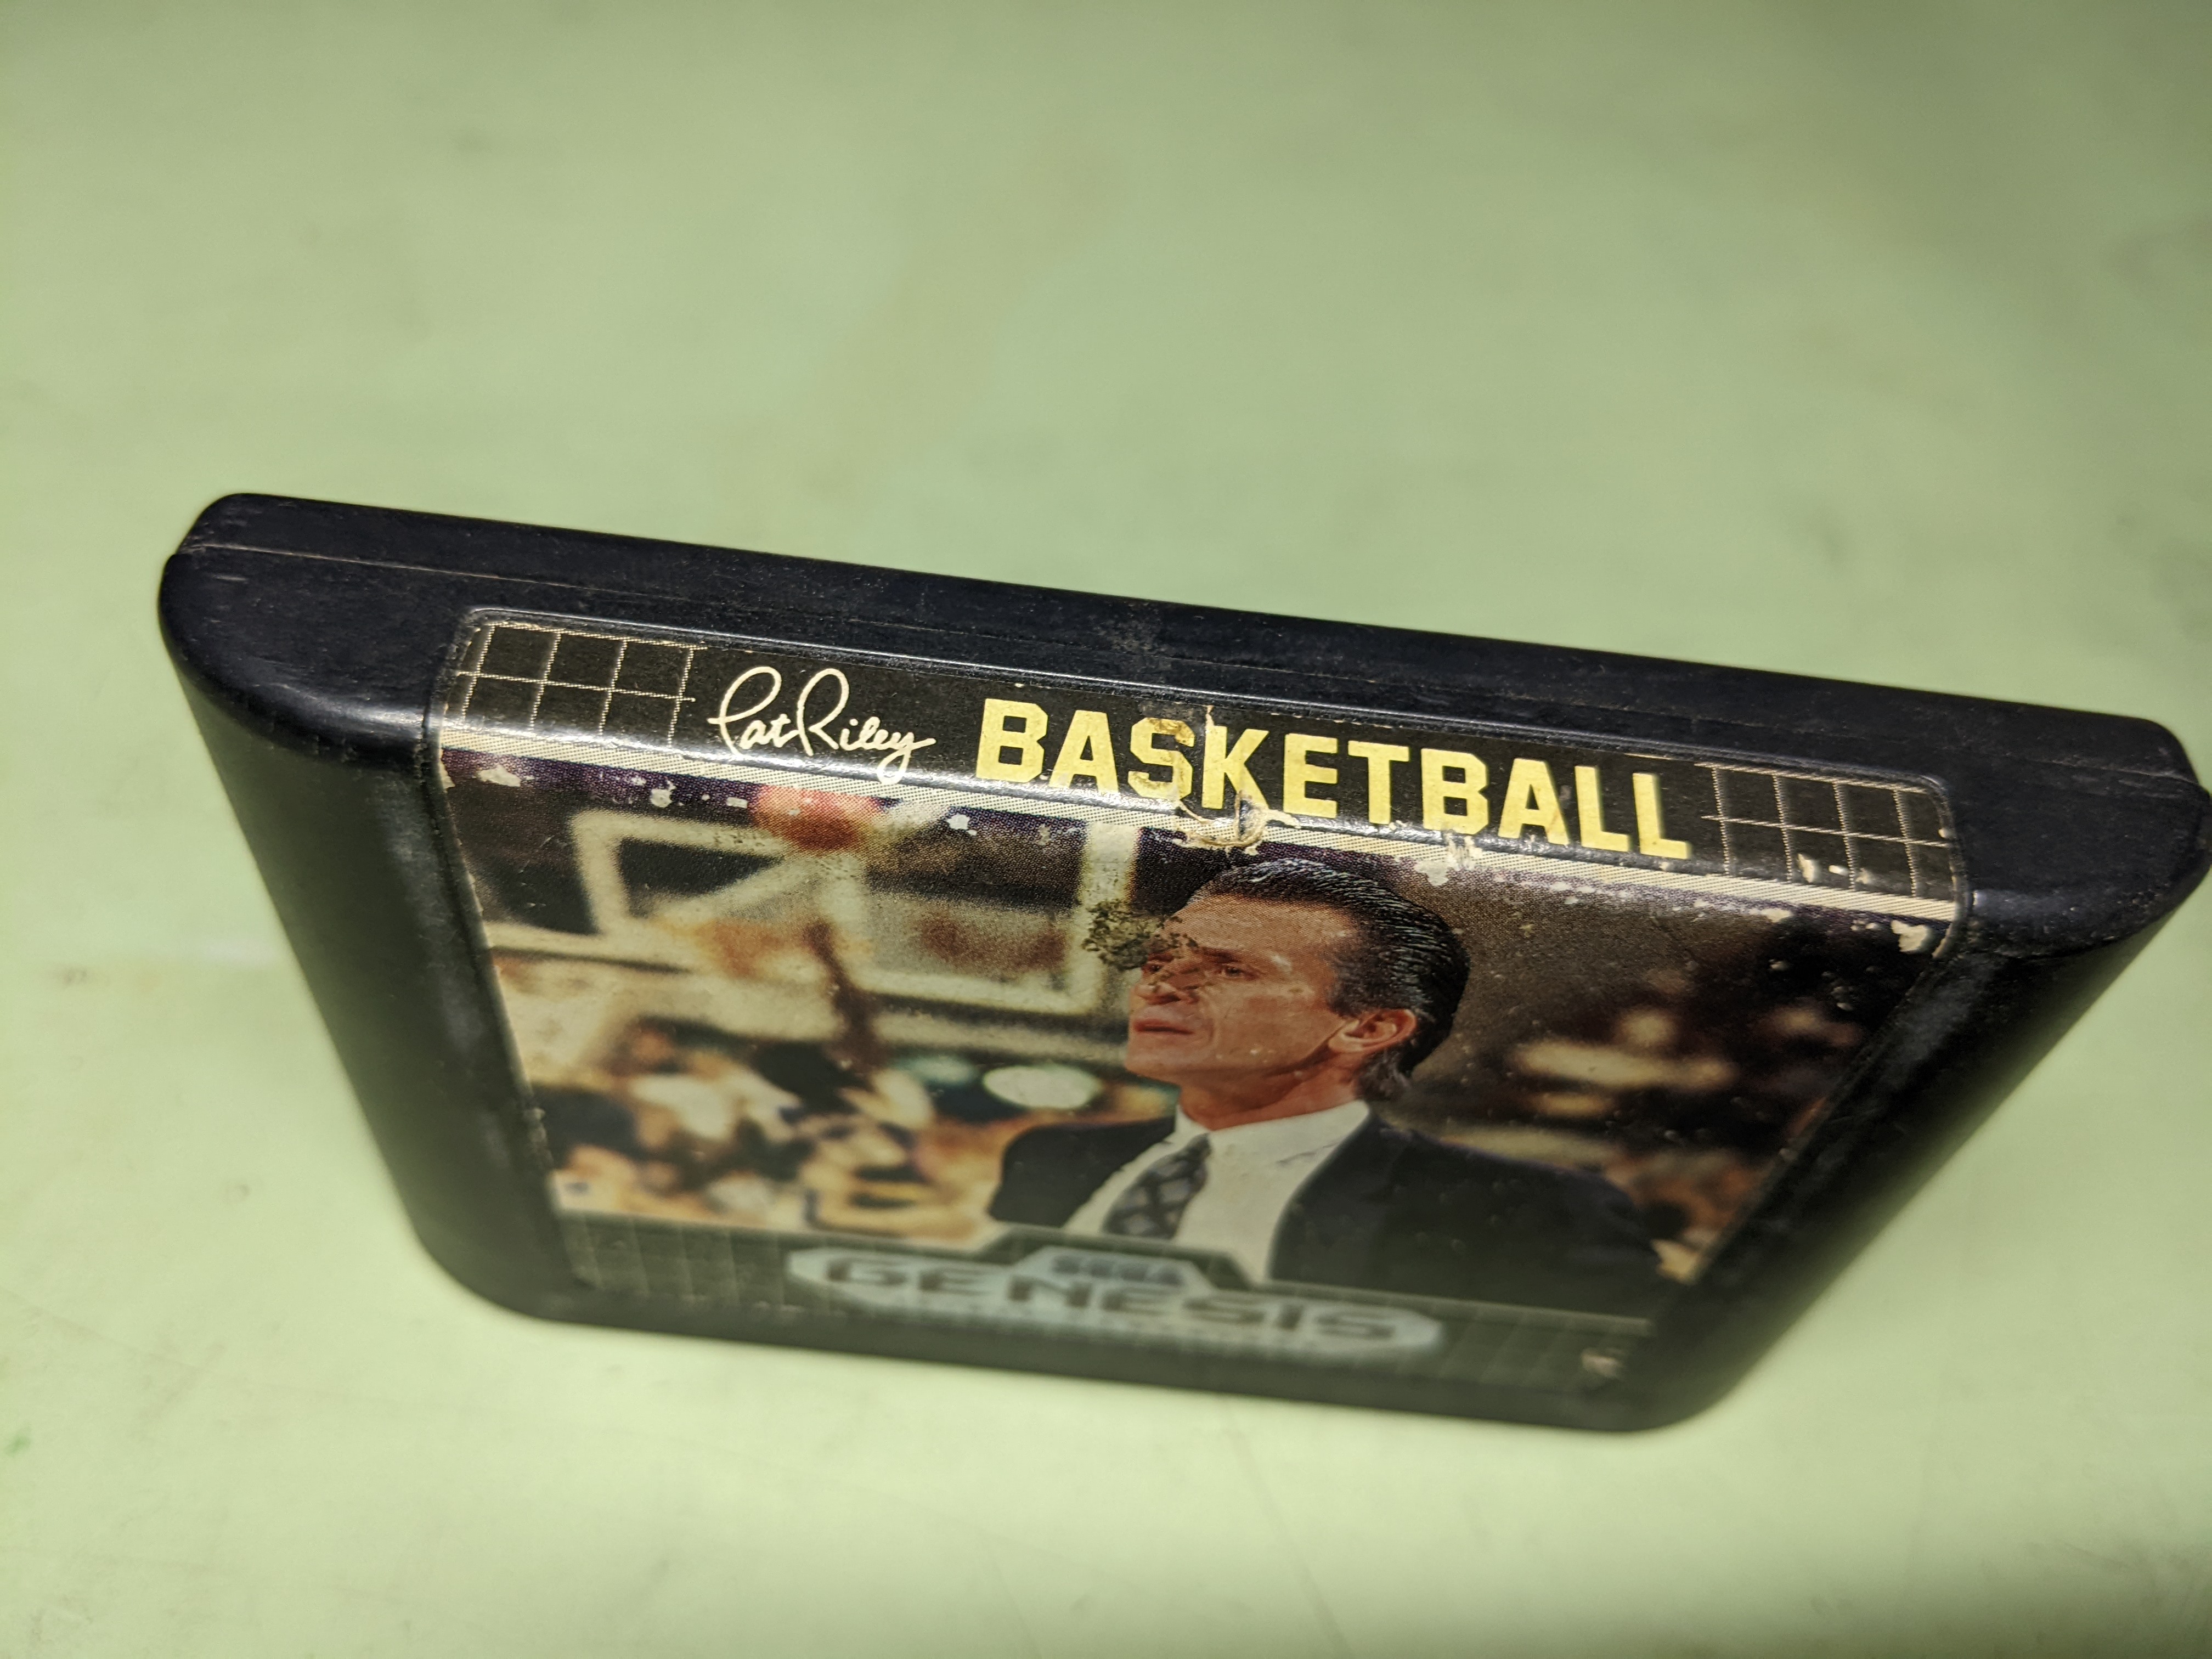 Pat Riley BASKETBALL
SEGA
GENESIS